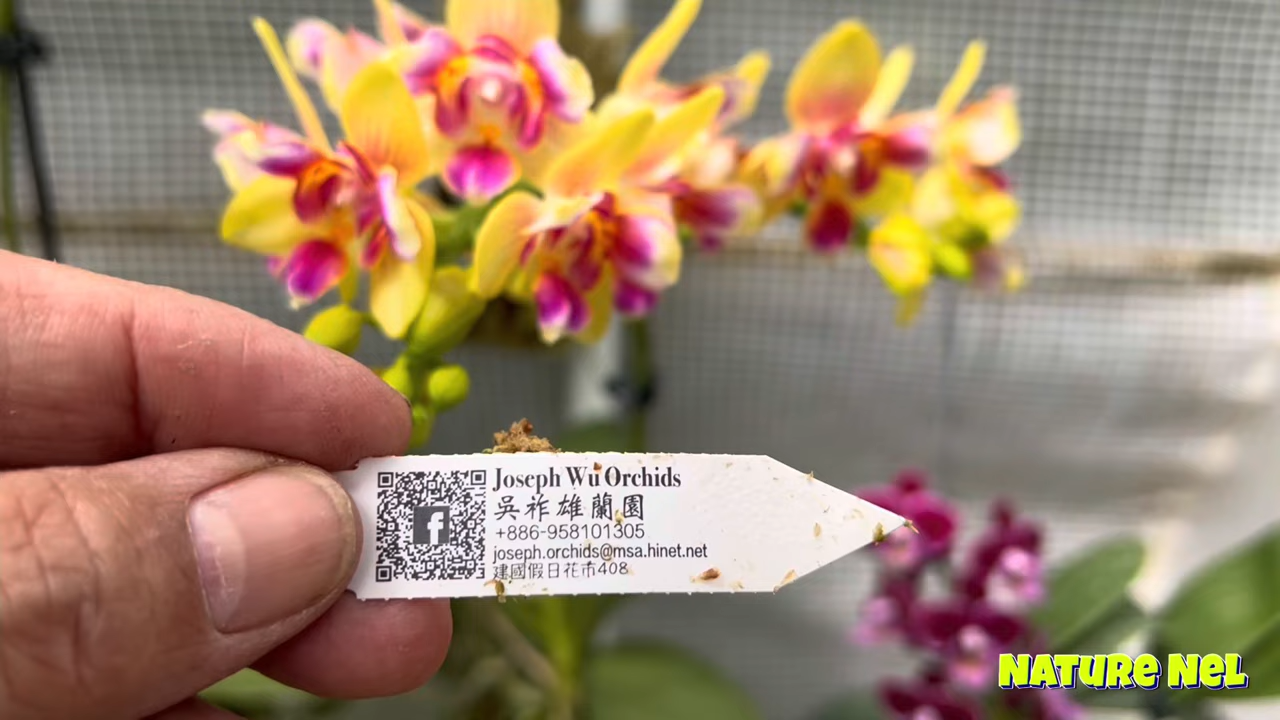 Joseph Wu Orchids
吳祚雄蘭園
+886-958101305
joseph.orchids@msa.hinet.net
建國假日花市408
NATURE NEL